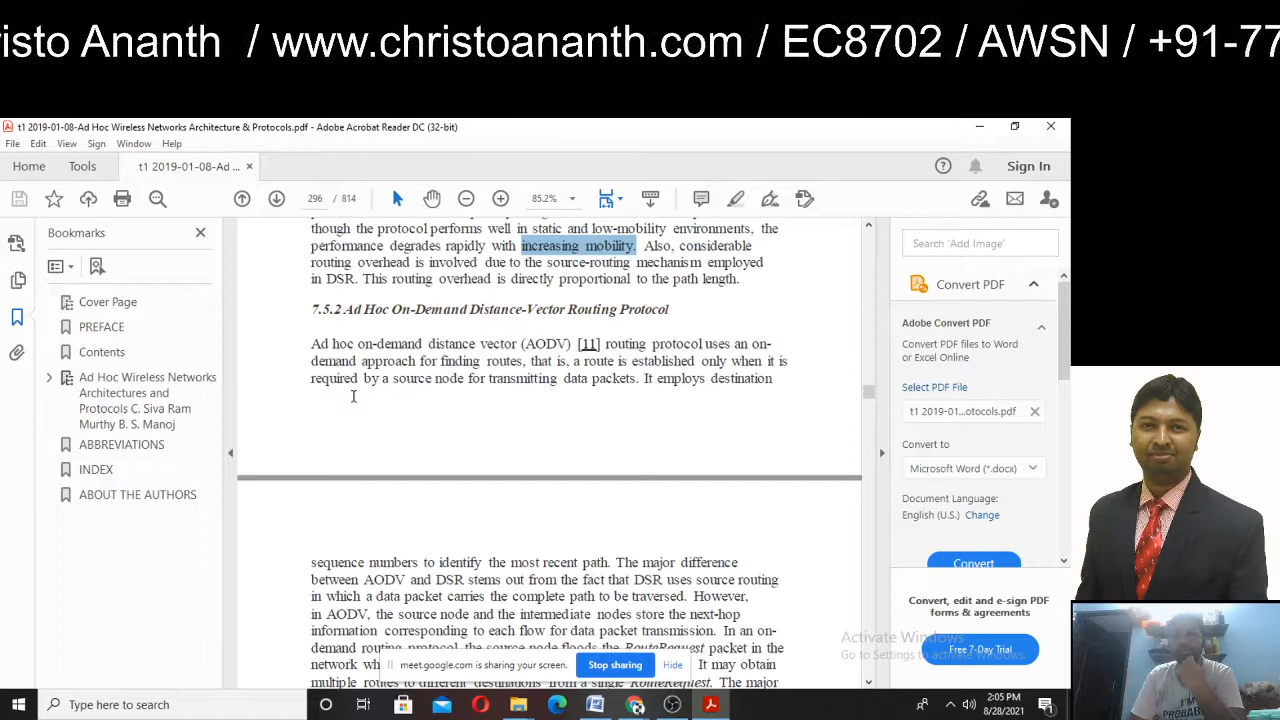 risto Ananth / www.christoananth.com / EC8702 / AWSN / +91-77
t1 2019-01-08-Ad Hoc Wireless Networks Architecture & Protocols.pdf - Adobe Acrobat Reader DC (32-bit)
File Edit View Sign Window Help
Home Tools t1 2019-01-08-Ad ... × Sign In
296 / 814 85.2%
Bookmarks
Cover Page
PREFACE
Contents
Ad Hoc Wireless Networks
Architectures and
Protocols C. Siva Ram
Murthy B. S. Manoj
ABBREVIATIONS
INDEX
ABOUT THE AUTHORS
though the protocol performs well in static and low-mobility environments, the
performance degrades rapidly with increasing mobility. Also, considerable
routing overhead is involved due to the source-routing mechanism employed
in DSR. This routing overhead is directly proportional to the path length.
7.5.2 Ad Hoc On-Demand Distance-Vector Routing Protocol
Ad hoc on-demand distance vector (AODV) [11] routing protocol uses an on-
demand approach for finding routes, that is, a route is established only when it is
required by a source node for transmitting data packets. It employs destination
sequence numbers to identify the most recent path. The major difference
between AODV and DSR stems out from the fact that DSR uses source routing
in which a data packet carries the complete path to be traversed. However,
in AODV, the source node and the intermediate nodes store the next-hop
information corresponding to each flow for data packet transmission. In an on-
demand routing protocol, the source node floods the RouteRequest packet in the
network wh It may obtain
multiple routes to different destinations from a single RouteRequest. The major
meet.google.com is sharing your screen. Stop sharing Hide
Search 'Add Image'
Convert PDF
Adobe Convert PDF
Convert PDF files to Word
or Excel Online
Select PDF File
t1 2019-01...otocols.pdf
Convert to
Microsoft Word (*.docx)
Document Language:
English (U.S.) Change
Convert
Convert, edit and e-sign PDF
forms & agreements
Free 7-Day Trial
Activate Windows
Go to Settings to activate Windows.
I'M
PROBABL
Type here to search
2:05 PM
8/28/2021
1